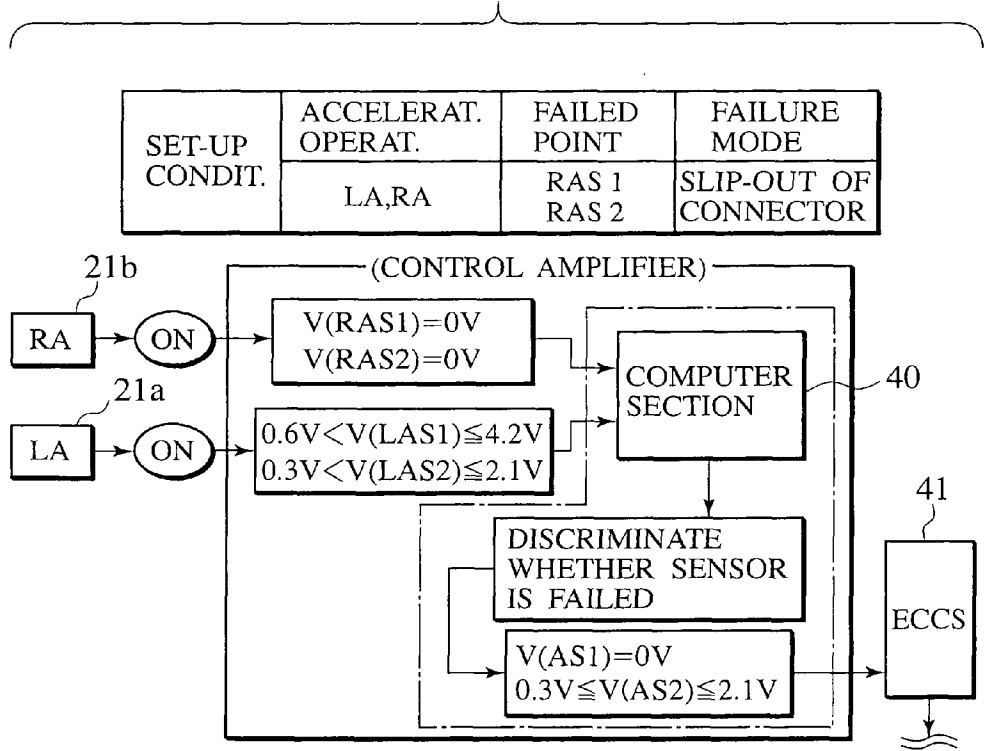 SET-UP
CONDIT.
ACCELERAT.
OPERAT.
FAILED
POINT
FAILURE
MODE
LA,RA
RAS 1
RAS 2
SLIP-OUT OF
CONNECTOR
(CONTROL AMPLIFIER)
21b
RA
ON
V(RAS1)=0V
V(RAS2)=0V
COMPUTER
SECTION
40
21a
LA
ON
0.6V<V(LAS1)≦4.2V
0.3V<V(LAS2)≦2.1V
DISCRIMINATE
WHETHER SENSOR
IS FAILED
41
ECCS
V(AS1)=0V
0.3V≦V(AS2)≦2.1V